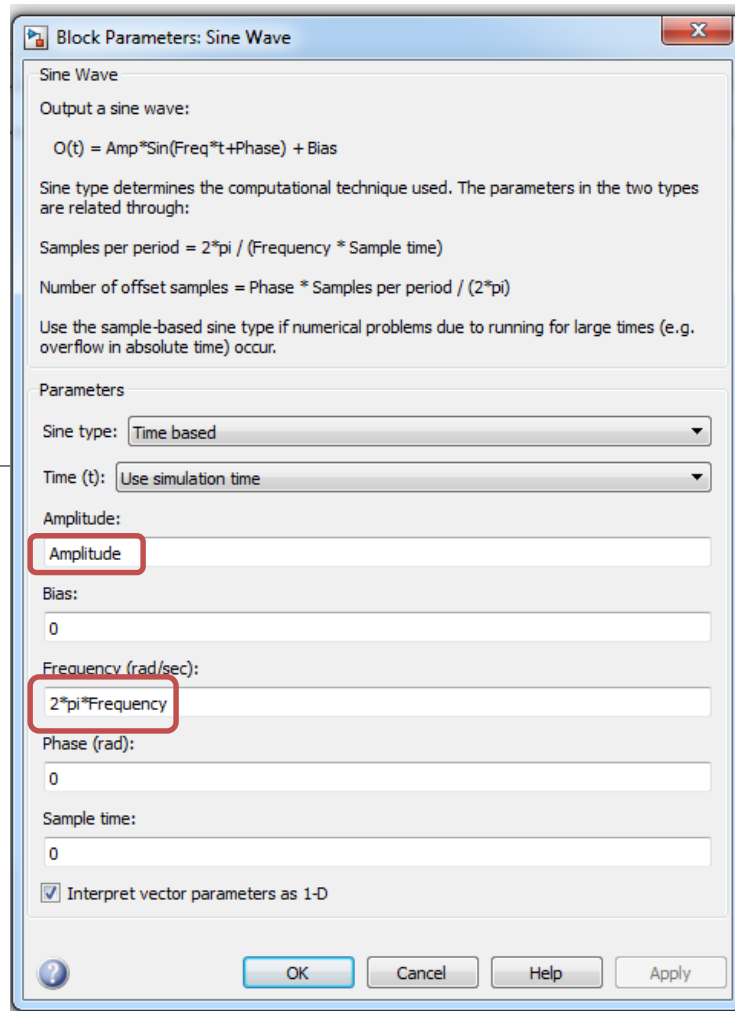 Block Parameters: Sine Wave
Sine Wave
Output a sine wave:
O(t) = Amp*Sin(Freq*t+Phase) + Bias
Sine type determines the computational technique used. The parameters in the two types
are related through:
Samples per period = 2*pi / (Frequency * Sample time)
Number of offset samples = Phase * Samples per period / (2*pi)
Use the sample-based sine type if numerical problems due to running for large times (e.g.
overflow in absolute time) occur.
Parameters
Sine type: Time based
Time (t): Use simulation time
Amplitude:
Amplitude
Bias:
0
Frequency (rad/sec):
2*pi*Frequency
Phase (rad):
0
Sample time:
0
Interpret vector parameters as 1-D
OK Cancel Help Apply